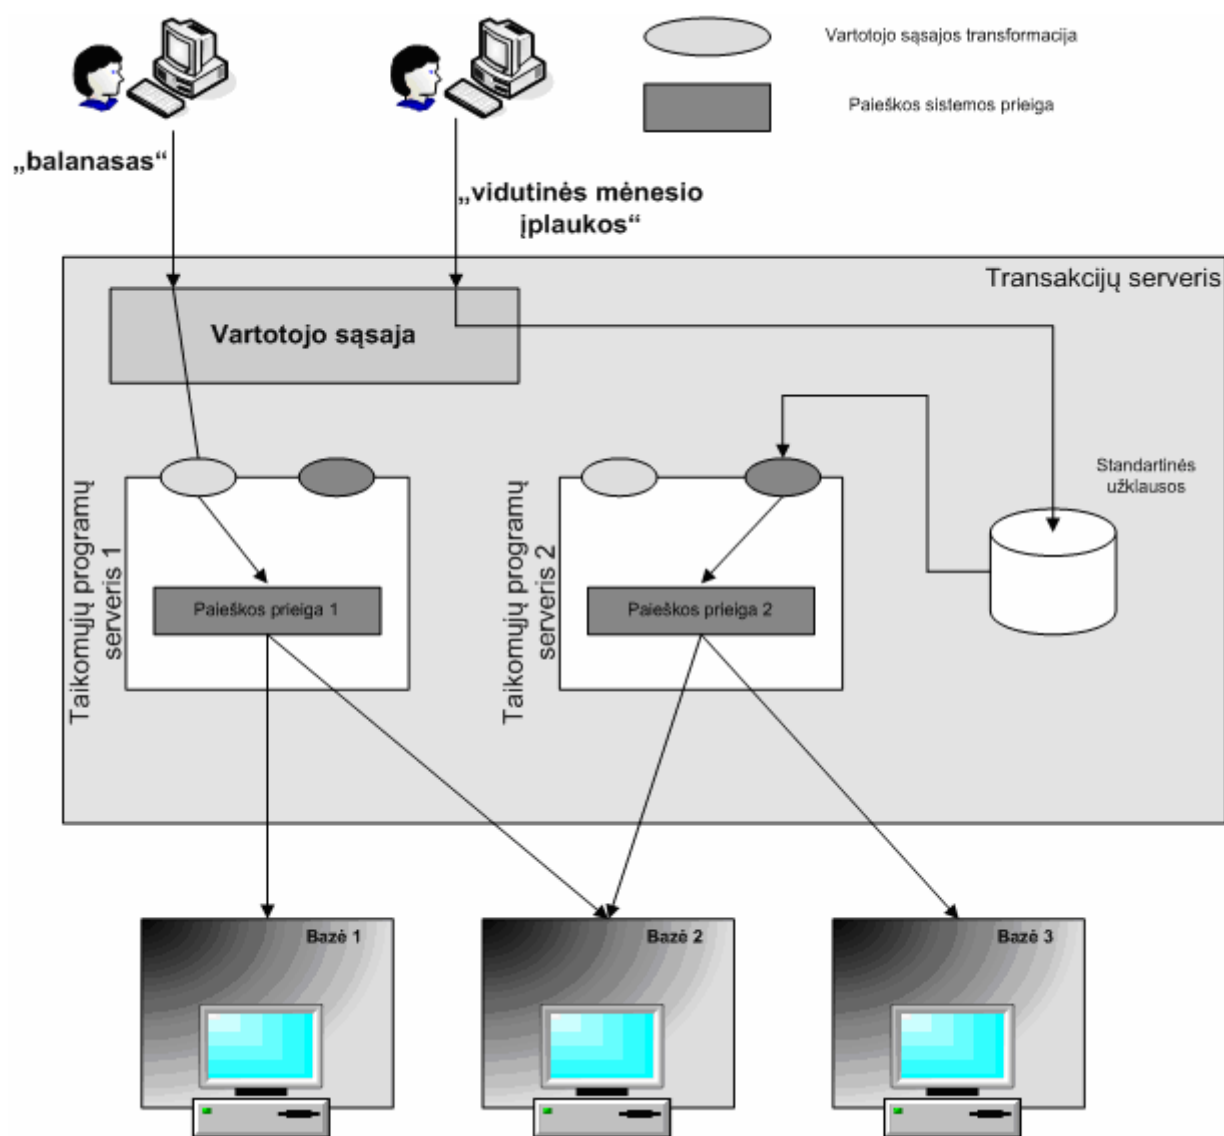 Vartotojo sąsajos transformacija
Paieškos sistemos prieiga
„balanasas“
„vidutinės mėnesio
įplaukos“
Transakcijų serveris
Vartotojo sąsaja
Standartinės
užklausos
Taikomųjų programų
serveris 1
Paieškos prieiga 1
Taikomųjų programų
serveris 2
Paieškos prieiga 2
Bazė 1
Bazė 2
Bazė 3